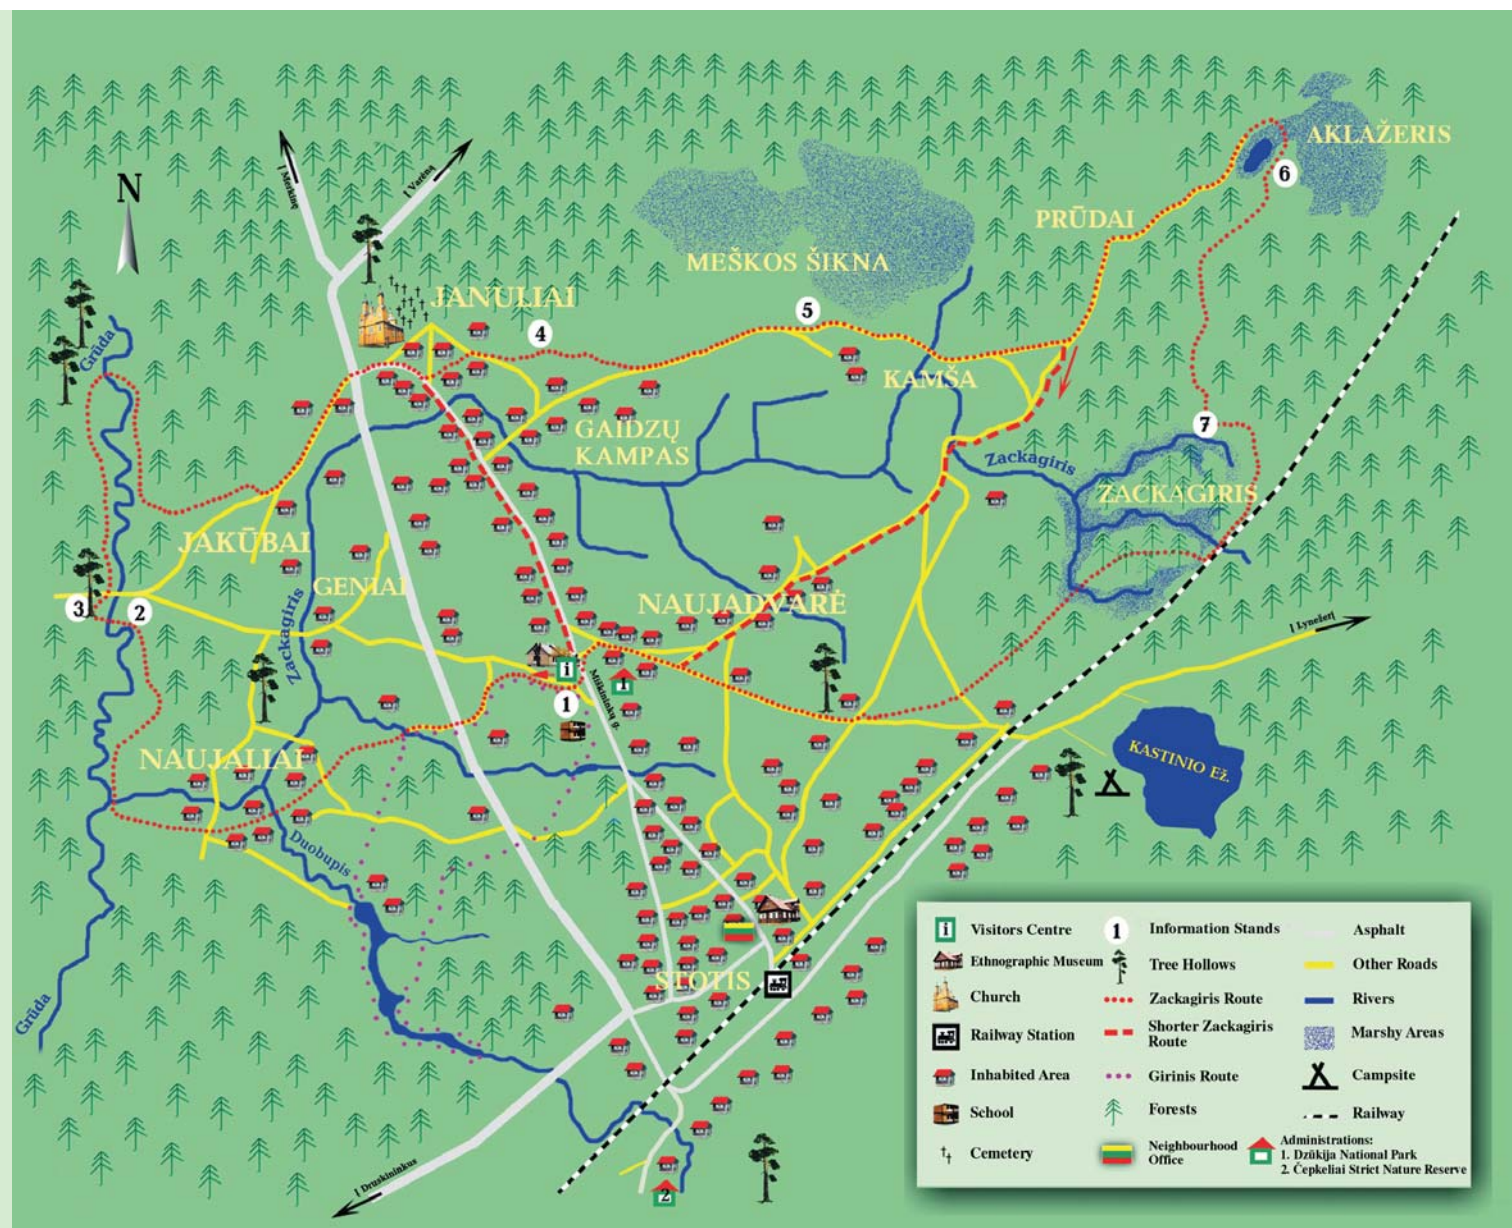 AKLAŽERIS
N
Į Merkinę
Į Varėną
6
PRŪDAI
MEŠKOS ŠIKNA
JANULIAI
5
4
Grūda
KAMŠA
7
GAIDZŲ
KAMPAS
Zackagiris
ZACKAGIRIS
JAKŪBAI
GENIAI
3
2
Zackagiris
NAUJADVARĖ
Į Lynežerį
i
1
1
Miškininkų g.
NAUJALIAI
KASTINIO Ež.
Duobupis
STOTIS
Grūda
Į Druskininkus
2
i Visitors Centre
Ethnographic Museum
Church
Railway Station
Inhabited Area
School
Cemetery
1 Information Stands
Tree Hollows
Zackagiris Route
Shorter Zackagiris
Route
Girinis Route
Forests
Neighbourhood
Office
Asphalt
Other Roads
Rivers
Marshy Areas
Campsite
Railway
Administrations:
1. Dzūkija National Park
2. Čepkeliai Strict Nature Reserve